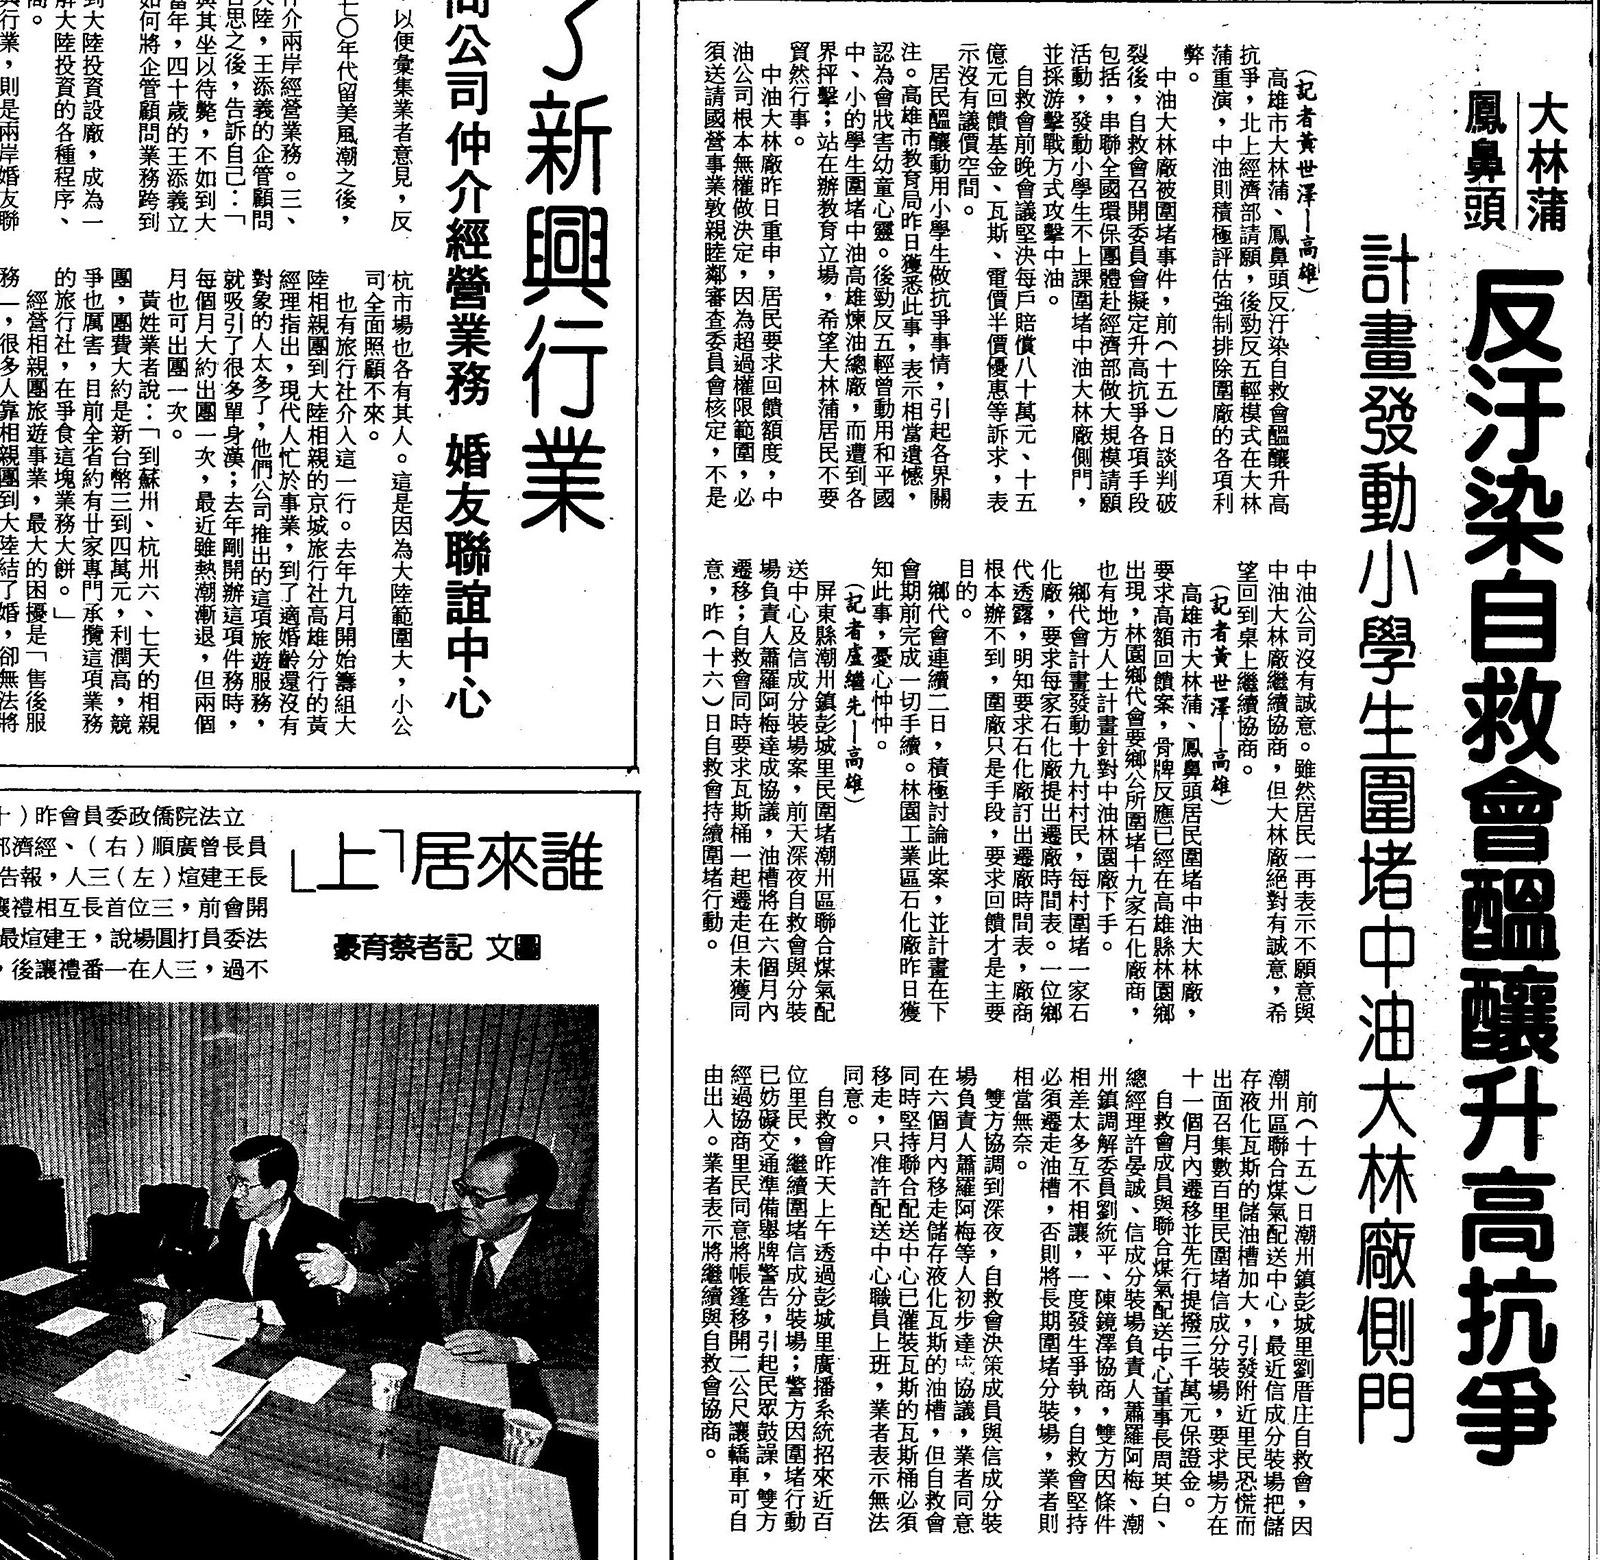 大林蒲
鳳鼻頭
反汙染自救會醞釀升高抗爭
計畫發動小學生圍堵中油大林廠側門
（記者黃世澤—高雄）
高雄市大林蒲、鳳鼻頭反汙染自救會醞釀升高
抗爭，北上經濟部請願，後勁反五輕模式在大林
蒲重演，中油則積極評估強制排除圍廠的各項利
弊。
中油大林廠被圍堵事件，前（十五）日談判破
裂後，自救會召開委員會擬定升高抗爭各項手段
包括，串聯全國環保團體赴經濟部做大規模請願
活動，發動小學生不上課圍堵中油大林廠側門，
並採游擊戰方式攻擊中油。
自救會前晚會議堅決每戶賠償八十萬元、十五
億元回饋基金、瓦斯、電價半價優惠等訴求，表
示沒有議價空間。
居民醞釀動用小學生做抗爭事情，引起各界關
注。高雄市教育局昨日獲悉此事，表示相當遺憾，
認為會戕害幼童心靈。後勁反五輕曾動用和平國
中、小的學生圍堵中油高雄煉油總廠，而遭到各
界抨擊；站在辦教育立場，希望大林蒲居民不要
貿然行事。
中油大林廠昨日重申，居民要求回饋額度，中
油公司根本無權做決定，因為超過權限範圍，必
須送請國營事業敦親睦鄰審查委員會核定，不是
中油公司沒有誠意。雖然居民一再表示不願意與
中油大林廠繼續協商，但大林廠絕對有誠意，希
望回到桌上繼續協商。
（記者黃世澤—高雄）
高雄市大林蒲、鳳鼻頭居民圍堵中油大林廠，
要求高額回饋案，骨牌反應已經在高雄縣林園鄉
出現，林園鄉代會要鄉公所圍堵十九家石化廠商，
也有地方人士計畫針對中油林園廠下手。
鄉代會計畫發動十九村村民，每村圍堵一家石
化廠，要求每家石化廠提出遷廠時間表。一位鄉
代透露，明知要求石化廠訂出遷廠時間表，廠商
根本辦不到，圍廠只是手段，要求回饋才是主要
目的。
鄉代會連續二日，積極討論此案，並計畫在下
會期前完成一切手續。林園工業區石化廠昨日獲
知此事，憂心忡忡。
（記者盧繼先—高雄）
屏東縣潮州鎮彭城里民圍堵潮州區聯合煤氣配
送中心及信成分裝場案，前天深夜自救會與分裝
場負責人蕭羅阿梅達成協議，油槽將在六個月內
遷移；自救會同時要求瓦斯桶一起遷走但未獲同
意，昨（十六）日自救會持續圍堵行動。
前（十五）日潮州鎮彭城里劉厝庄自救會，因
潮州區聯合煤氣配送中心，最近信成分裝場把儲
存液化瓦斯的儲油槽加大，引發附近里民恐慌而
出面召集數百里民圍堵信成分裝場，要求場方在
十一個月內遷移並先行提撥三千萬元保證金。
自救會成員與聯合煤氣配送中心董事長周英白、
總經理許晏誠、信成分裝場負責人蕭羅阿梅、潮
州鎮調解委員劉統平、陳鏡澤協商，雙方因條件
相差太多互不相讓，一度發生爭執，自救會堅持
必須遷走油槽，否則將長期圍堵分裝場，業者則
相當無奈。
雙方協調到深夜，自救會決策成員與信成分裝
場負責人蕭羅阿梅等人初步達成協議，業者同意
在六個月內移走儲存液化瓦斯的油槽，但自救會
同時堅持聯合配送中心已灌裝瓦斯的瓦斯桶必須
移走，只准許配送中心職員上班，業者表示無法
同意。
自救會昨天上午透過彭城里廣播系統招來近百
位里民，繼續圍堵信成分裝場；警方因圍堵行動
已妨礙交通準備舉牌警告，引起民眾鼓譟，雙方
經過協商里民同意將帳篷移開二公尺讓轎車可自
由出入。業者表示將繼續與自救會協商。
了新興行業
公司仲介經營業務 婚友聯誼中心
以便彙集業者意見，反
七〇年代留美風潮之後，
仲介兩岸經營業務。三、
大陸，王添義的企管顧問
思之後，告訴自己：「
與其坐以待斃，不如到大
當年，四十歲的王添義立
如何將企管顧問業務跨到
到大陸投資設廠，成為一
解大陸投資的各種程序、
商。
行業，則是兩岸婚友聯
杭市場也各有其人。這是因為大陸範圍大，小公
司全面照顧不來。
也有旅行社介入這一行。去年九月開始籌組大
陸相親團到大陸相親的京城旅行社高雄分行的黃
經理指出，現代人忙於事業，到了適婚齡還沒有
對象的人太多了，他們公司推出的這項旅遊服務，
就吸引了很多單身漢；去年剛開辦這項件務時，
每個月大約出團一次，最近雖熱潮漸退，但兩個
月也可出團一次。
黃姓業者說：「到蘇州、杭州六、七天的相親
團，團費大約是新台幣三到四萬元，利潤高，競
爭也厲害，目前全省約有廿家專門承攬這項業務
的旅行社，在爭食這塊業務大餅。」
經營相親團旅遊事業，最大的困擾是「售後服
務」，很多人靠相親團到大陸結了婚，卻無法將
誰來居「上」
圖文 記者蔡育豪
立法院僑政委員會昨（十
員長曾廣順（右）、經濟部
長王建煊（左）三人，報告
開會前，三位首長互相禮讓
法委員打圓場說，王建煊最
不過，三人在一番禮讓後，